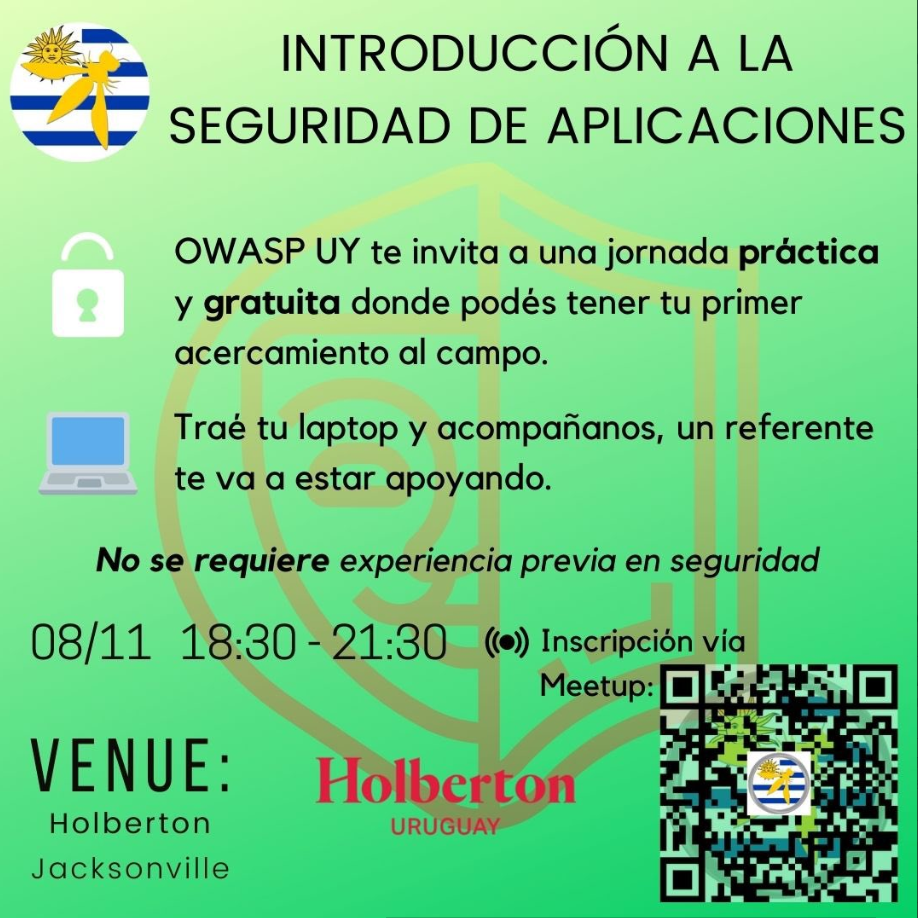 INTRODUCCIÓN A LA
SEGURIDAD DE APLICACIONES
OWASP UY te invita a una jornada práctica
y gratuita donde podés tener tu primer
acercamiento al campo.
Traé tu laptop y acompañanos, un referente
te va a estar apoyando.
No se requiere experiencia previa en seguridad
08/11 18:30 - 21:30
Inscripción vía
Meetup:
VENUE:
Holberton
Jacksonville
Holberton
URUGUAY